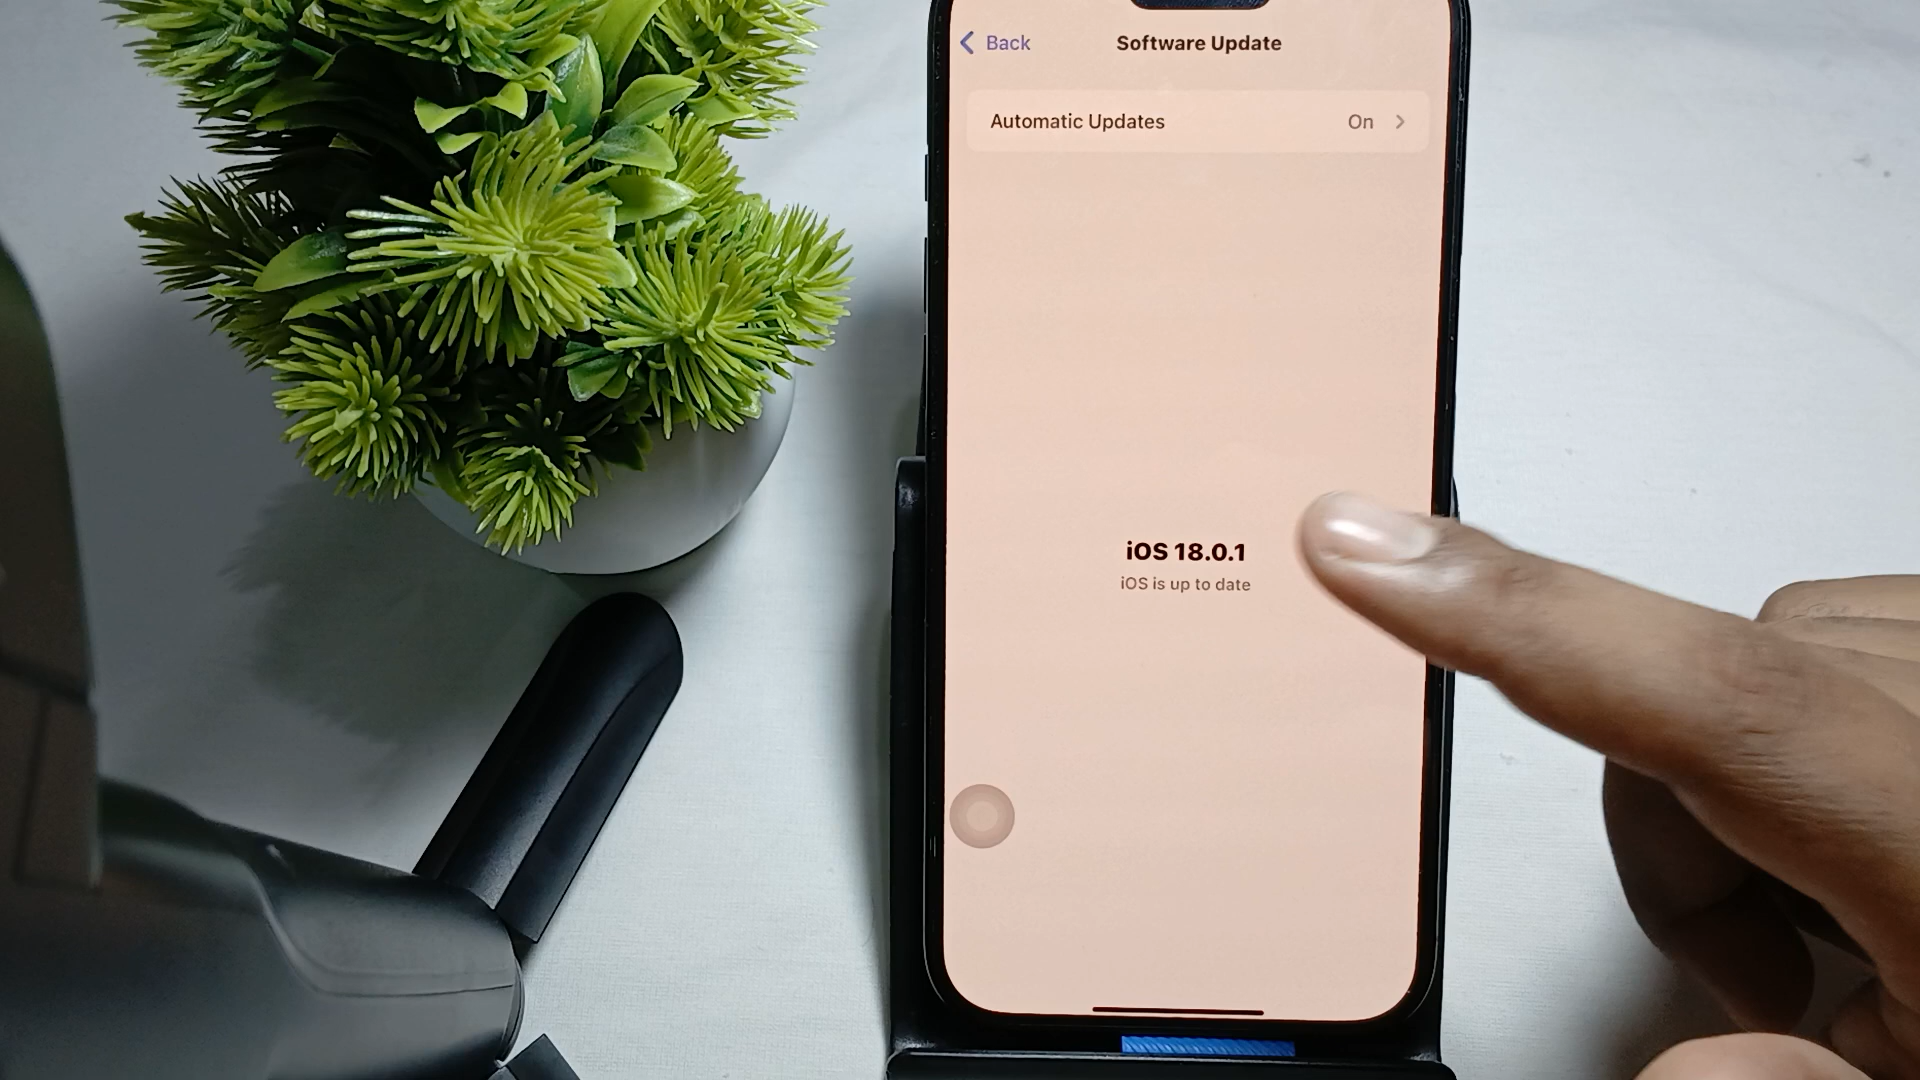 Back
Software Update
Automatic Updates
On
iOS 18.0.1
iOS is up to date